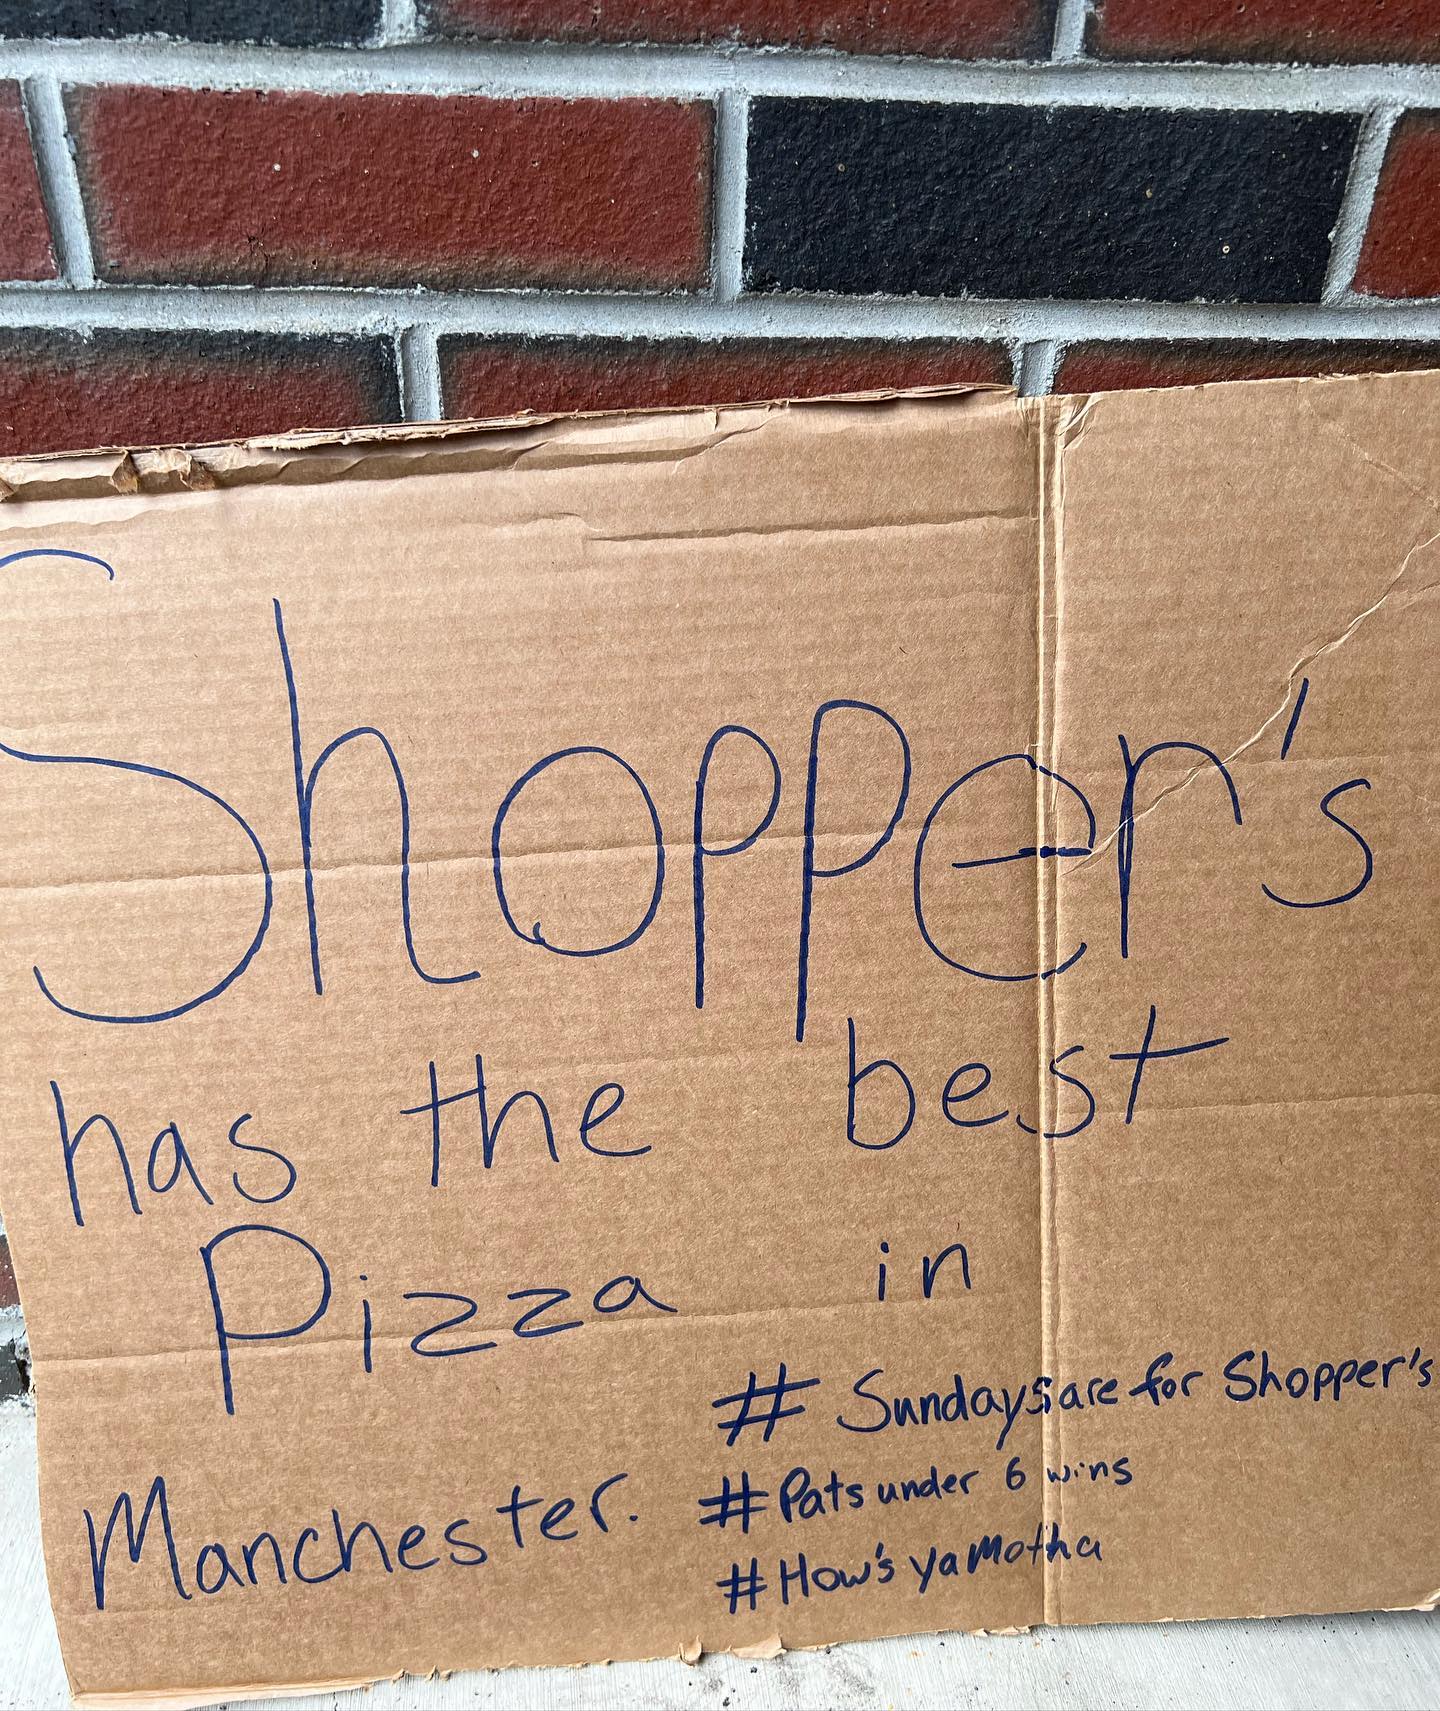 Shopper's
has the best
Pizza in
Manchester.
# Sundays are for Shopper's
# Pats under 6 wins
# How's ya Motha